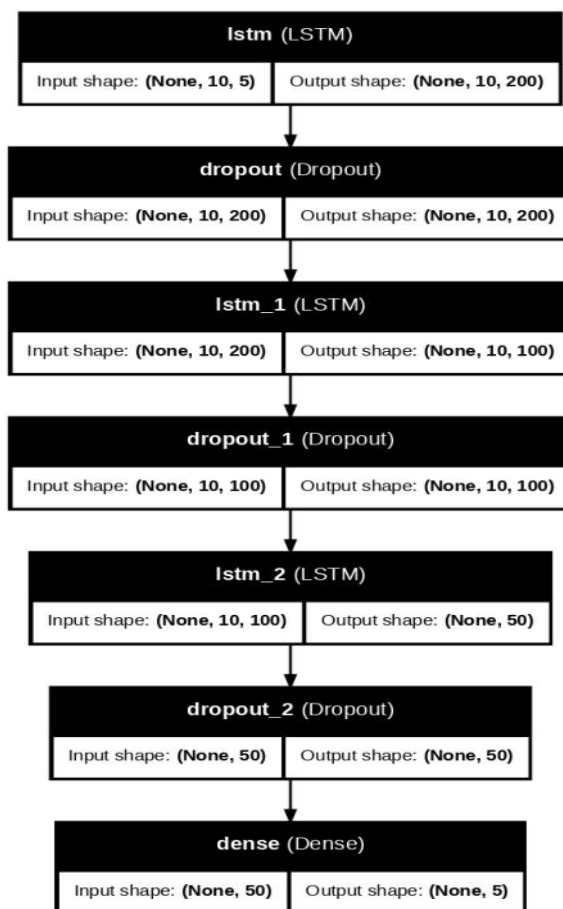 lstm (LSTM)
Input shape: (None, 10, 5) Output shape: (None, 10, 200)
dropout (Dropout)
Input shape: (None, 10, 200) Output shape: (None, 10, 200)
lstm_1 (LSTM)
Input shape: (None, 10, 200) Output shape: (None, 10, 100)
dropout_1 (Dropout)
Input shape: (None, 10, 100) Output shape: (None, 10, 100)
lstm_2 (LSTM)
Input shape: (None, 10, 100) Output shape: (None, 50)
dropout_2 (Dropout)
Input shape: (None, 50) Output shape: (None, 50)
dense (Dense)
Input shape: (None, 50) Output shape: (None, 5)